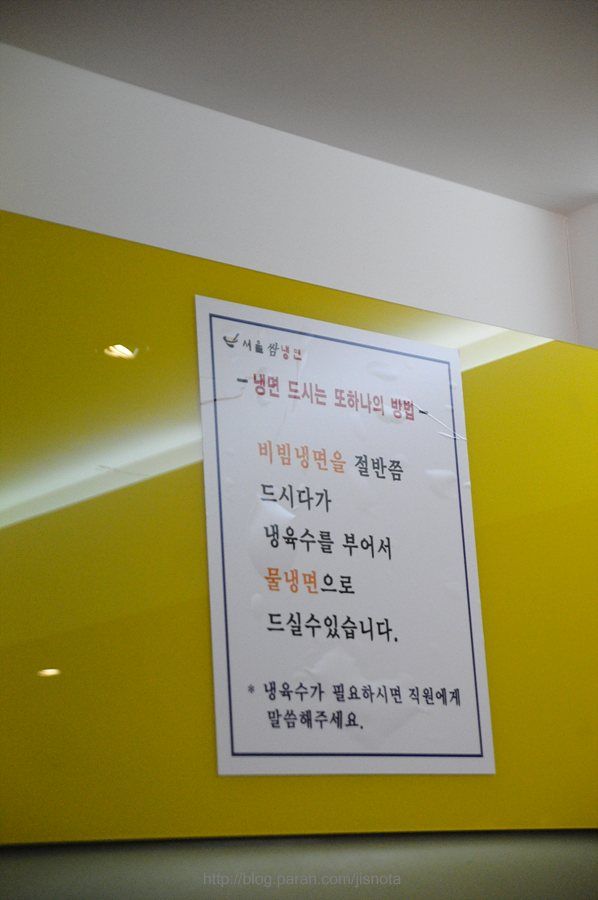 서울쌈냉면
- 냉면 드시는 또하나의 방법 -
비빔냉면을 절반쯤
드시다가
냉육수를 부어서
물냉면으로
드실수있습니다.
* 냉육수가 필요하시면 직원에게
말씀해주세요.
http://blog.paran.com/jisnota